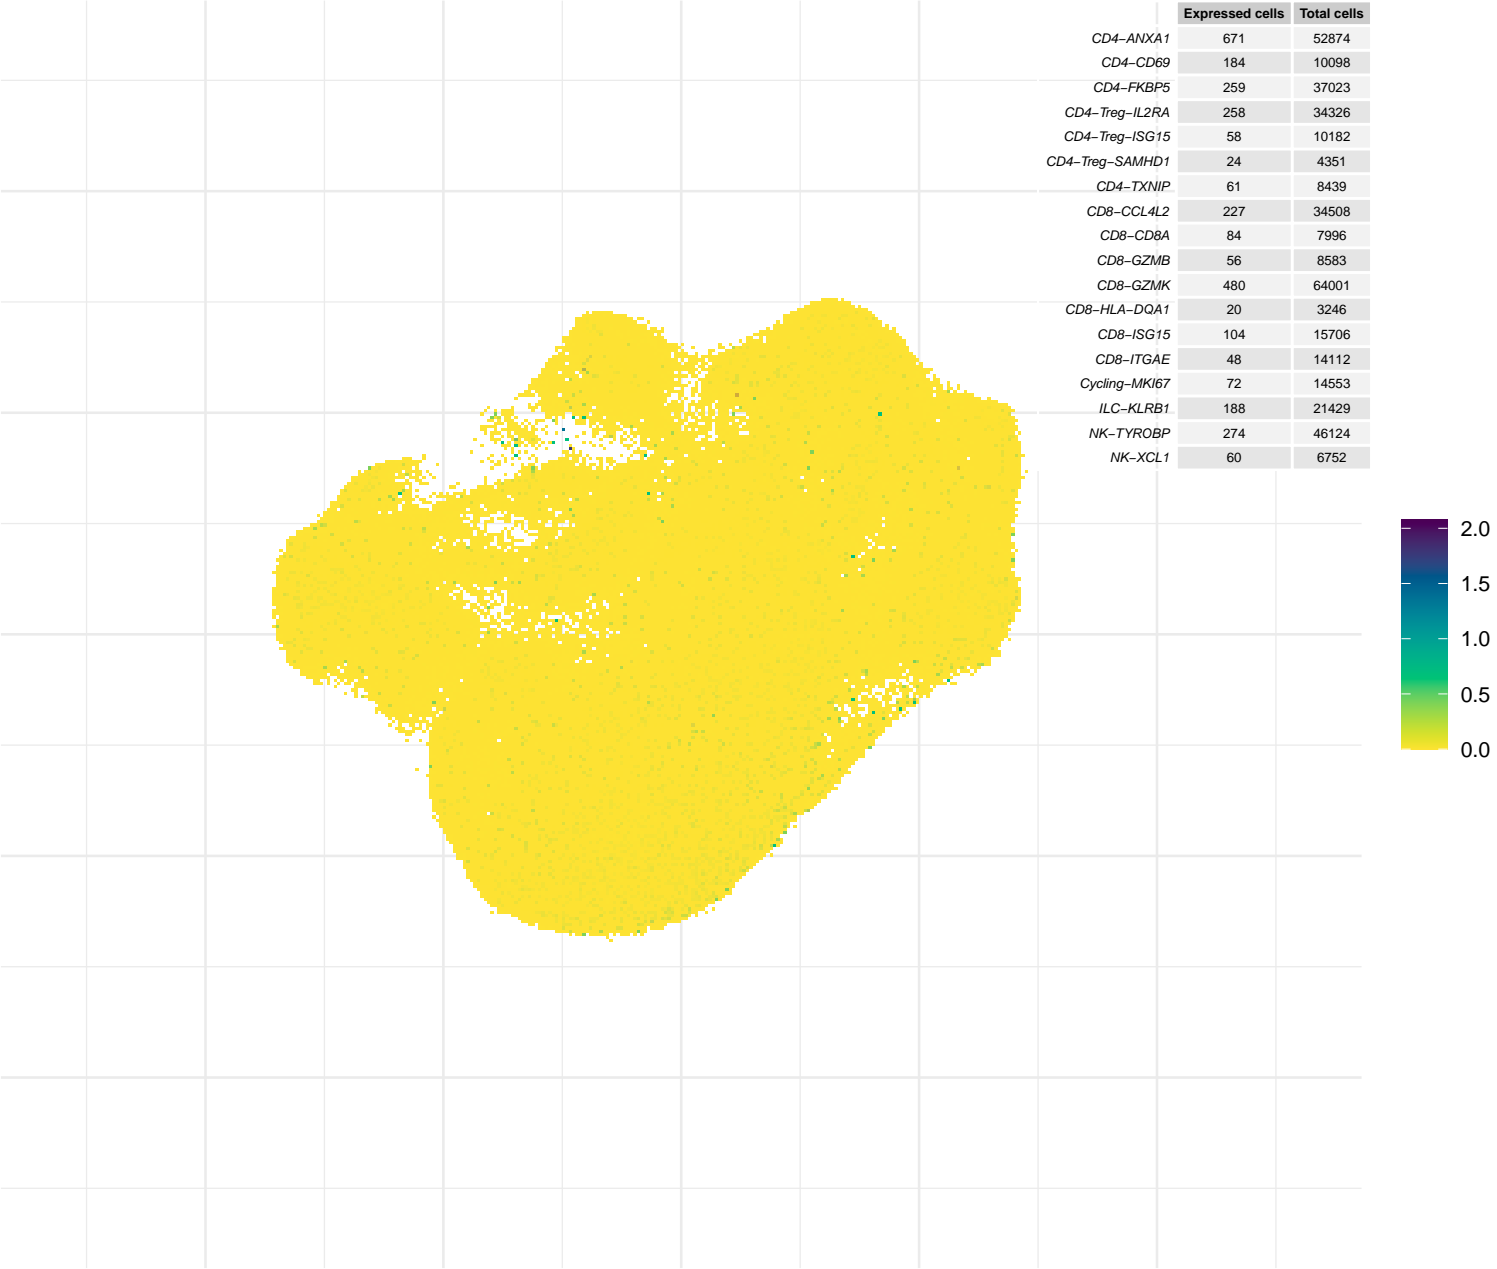 Expressed cells Total cells
CD4−ANXA1 671 52874
CD4−CD69 184 10098
CD4−FKBP5 259 37023
CD4−Treg−IL2RA 258 34326
CD4−Treg−ISG15 58 10182
CD4−Treg−SAMHD1 24 4351
CD4−TXNIP 61 8439
CD8−CCL4L2 227 34508
CD8−CD8A 84 7996
CD8−GZMB 56 8583
CD8−GZMK 480 64001
CD8−HLA−DQA1 20 3246
CD8−ISG15 104 15706
CD8−ITGAE 48 14112
Cycling−MKI67 72 14553
ILC−KLRB1 188 21429
NK−TYROBP 274 46124
NK−XCL1 60 6752
2.0
1.5
1.0
0.5
0.0